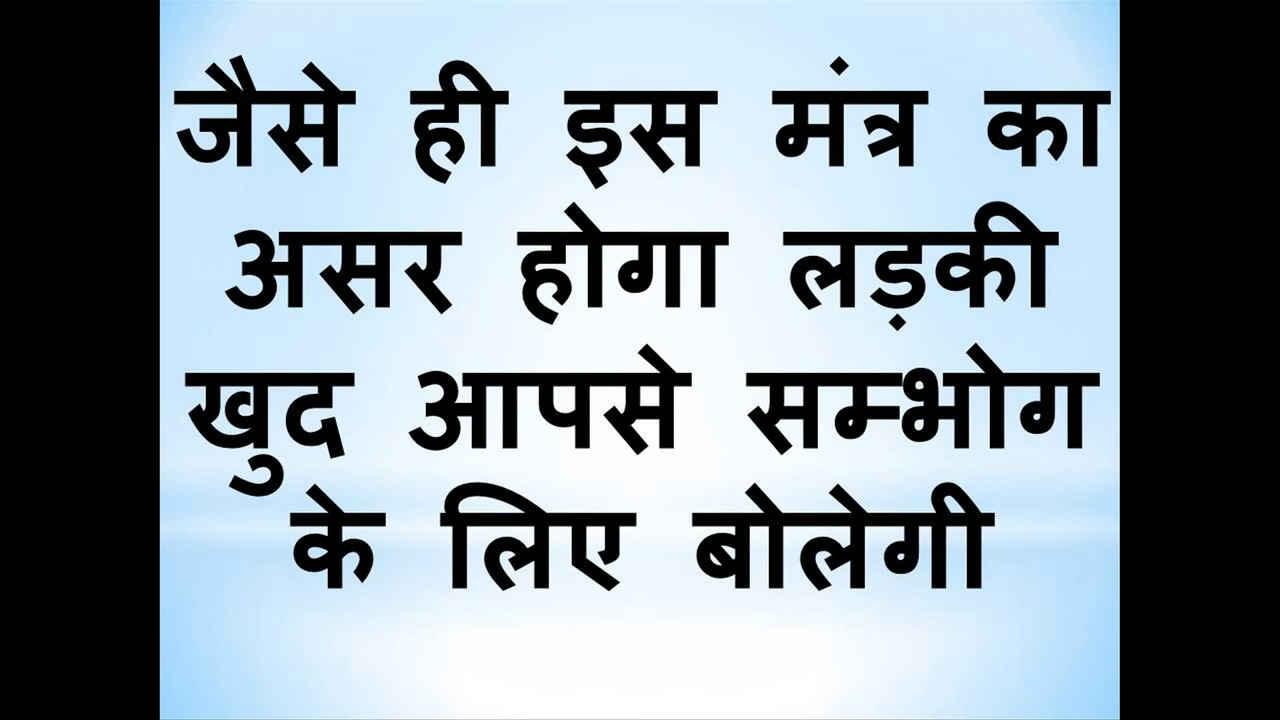 जैसे ही इस मंत्र का
असर होगा लड़की
खुद आपसे सम्भोग
के लिए बोलेगी